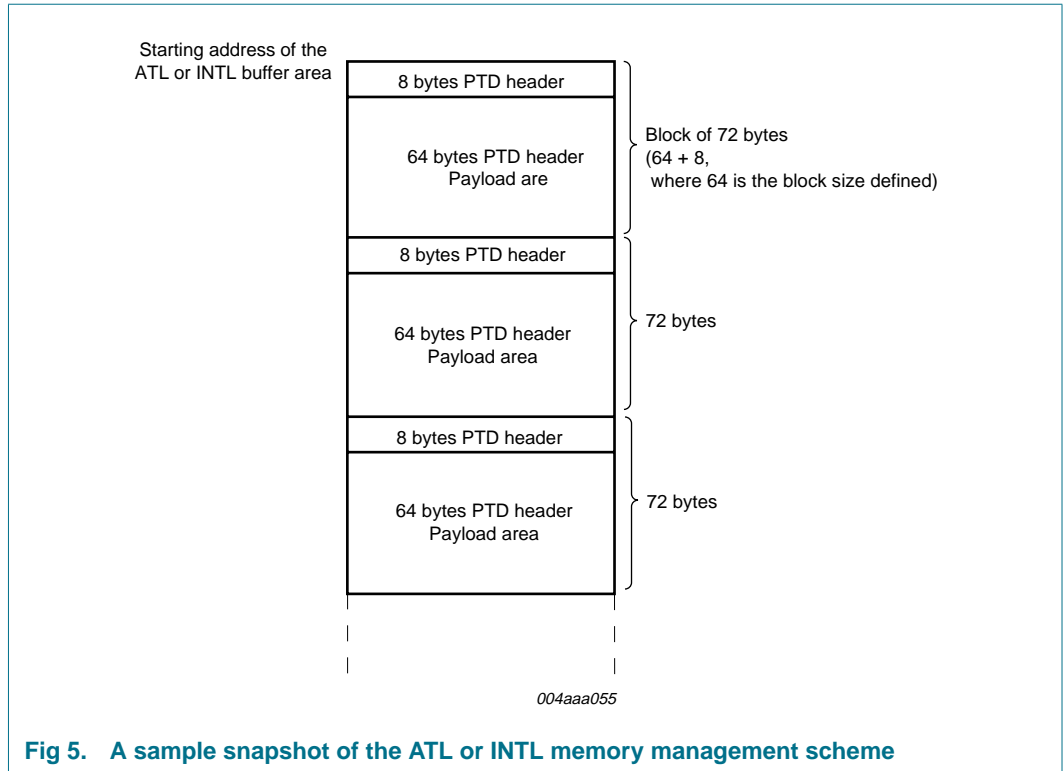 Starting address of the
ATL or INTL buffer area
8 bytes PTD header
64 bytes PTD header
Payload are
Block of 72 bytes
(64 + 8,
where 64 is the block size defined)
8 bytes PTD header
64 bytes PTD header
Payload area
72 bytes
8 bytes PTD header
64 bytes PTD header
Payload area
72 bytes
004aaa055
Fig 5. A sample snapshot of the ATL or INTL memory management scheme